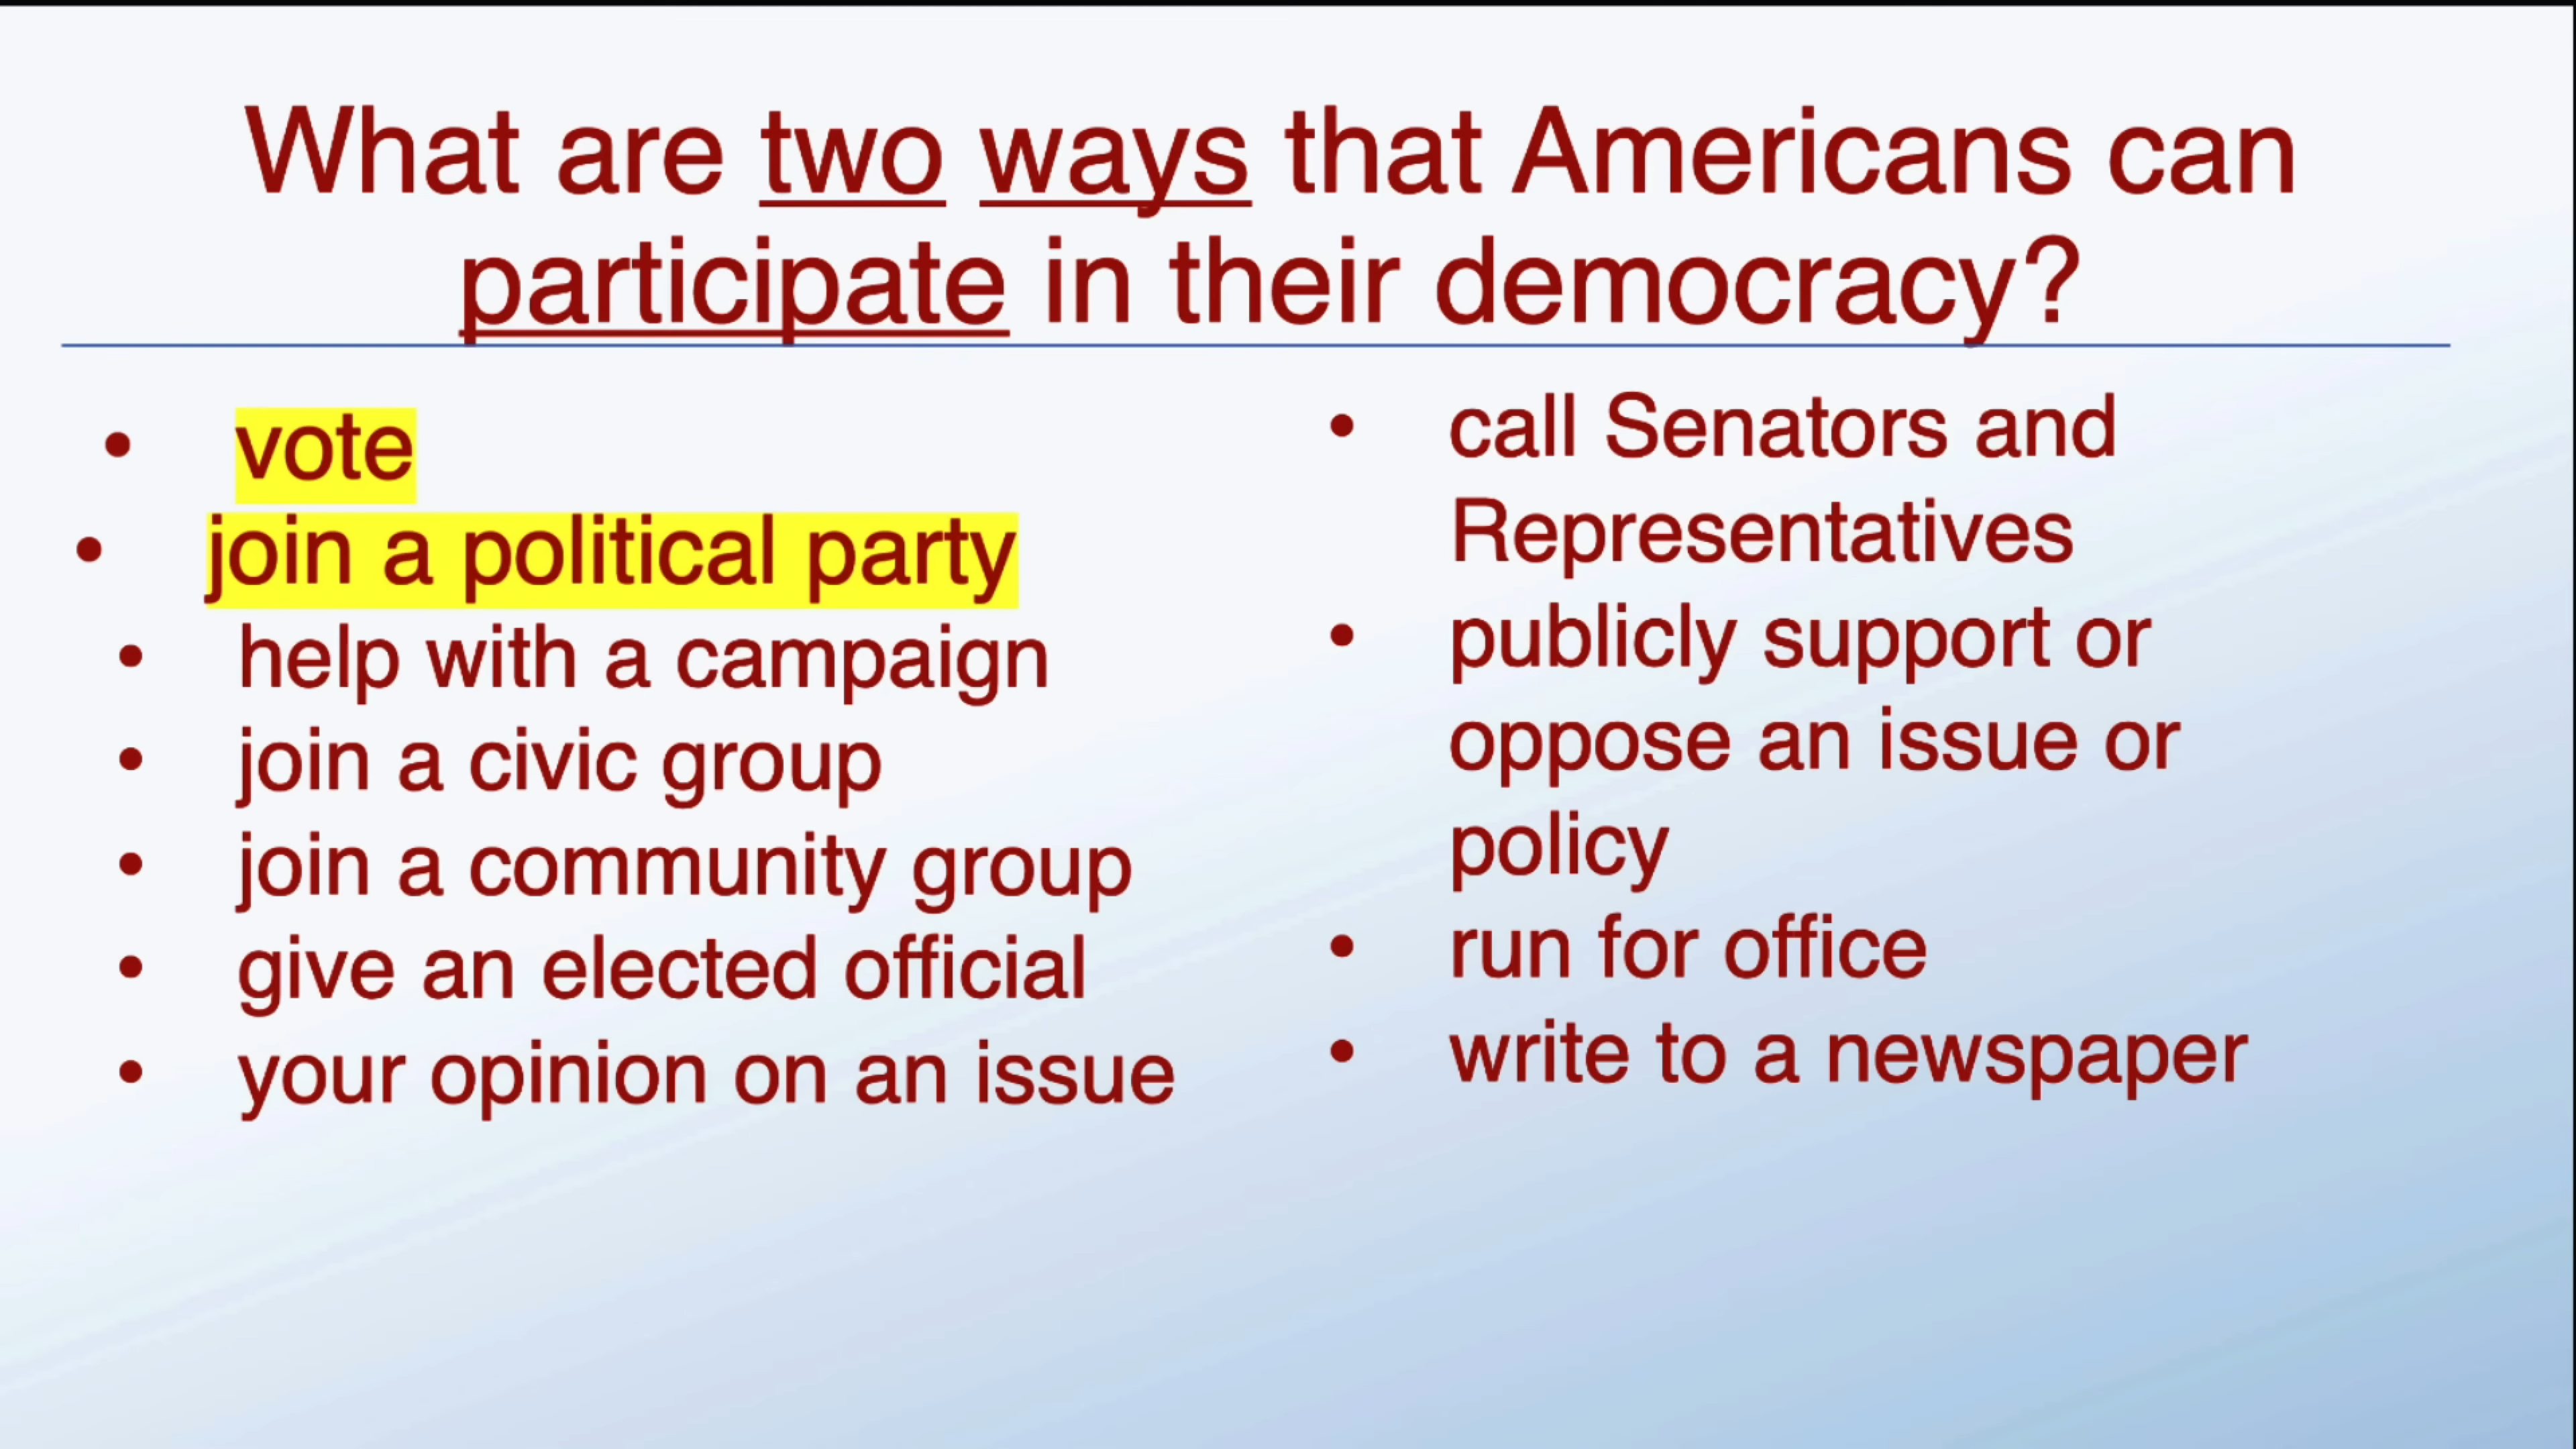 What are two ways that Americans can
participate in their democracy?
• vote
• join a political party
• help with a campaign
• join a civic group
• join a community group
• give an elected official
• your opinion on an issue
• call Senators and
Representatives
• publicly support or
oppose an issue or
policy
• run for office
• write to a newspaper